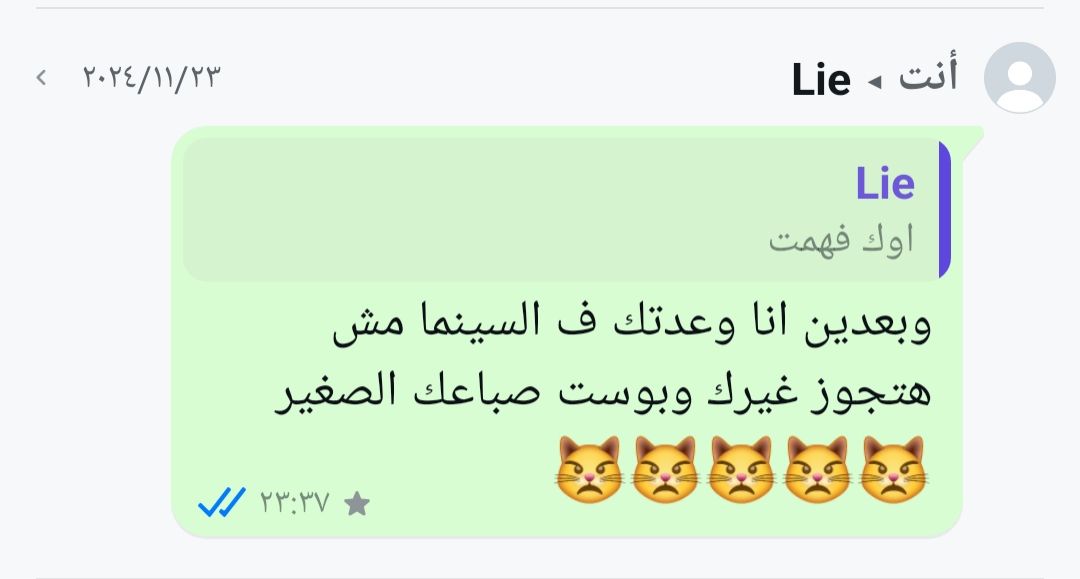 أنت ◂ Lie
٢٠٢٤/١١/٢٣
Lie
اوك فهمت
وبعدين انا وعدتك ف السينما مش
هتجوز غيرك وبوست صباعك الصغير
😾😾😾😾😾
٢٣:٣٧